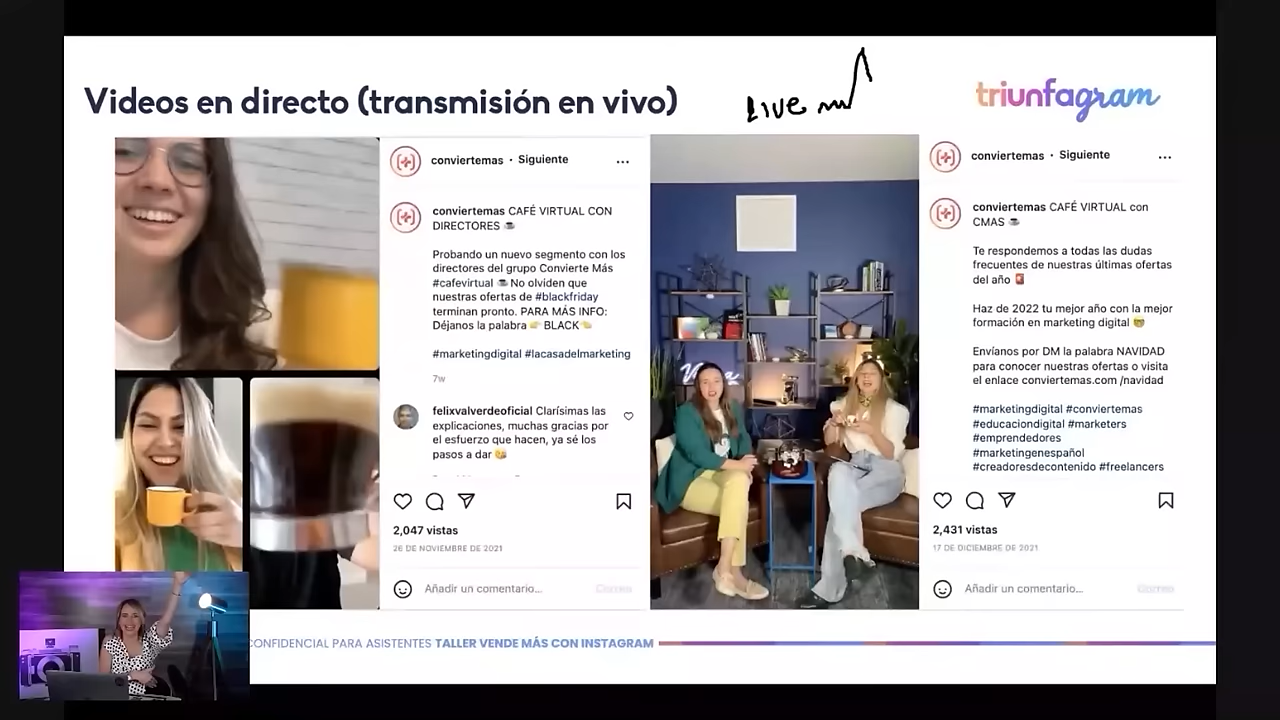 Videos en directo (transmisión en vivo)
LIVE
triunfagram
conviertemas • Siguiente
conviertemas CAFÉ VIRTUAL CON
DIRECTORES ☕
Probando un nuevo segmento con los
directores del grupo Convierte Más
#cafevirtual ☕No olviden que
nuestras ofertas de #blackfriday
terminan pronto. PARA MÁS INFO:
Déjanos la palabra 👉BLACK👈
#marketingdigital #lacasadelmarketing
7w
felixvalverdeoficial Clarísimas las
explicaciones, muchas gracias por
el esfuerzo que hacen, ya sé los
pasos a dar
2,047 vistas
26 DE NOVIEMBRE DE 2021
Añadir un comentario...
Correo
conviertemas • Siguiente
conviertemas CAFÉ VIRTUAL con
CMAS ☕
Te respondemos a todas las dudas
frecuentes de nuestras últimas ofertas
del año 🚨
Haz de 2022 tu mejor año con la mejor
formación en marketing digital 🤓
Envíanos por DM la palabra NAVIDAD
para conocer nuestras ofertas o visita
el enlace conviertemas.com /navidad
#marketingdigital #conviertemas
#educaciondigital #marketers
#emprendedores
#marketingenespañol
#creadoresdecontenido #freelancers
2,431 vistas
17 DE DICIEMBRE DE 2021
Añadir un comentario...
Correo
CONFIDENCIAL PARA ASISTENTES TALLER VENDE MÁS CON INSTAGRAM